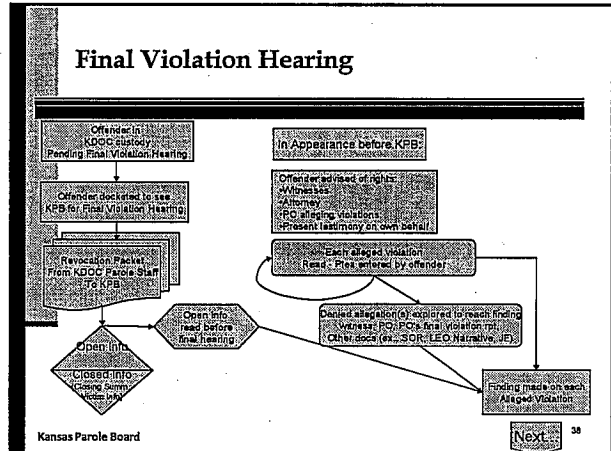 Final Violation Hearing
Offender in
KDOC custody
Pending Final Violation Hearing
Offender docketed to see
KPB for Final Violation Hearing
Revocation Packet
From KDOC Parole Staff
To KPB
Open Info
Closed Info
(Closing Summ,
Victim Info)
Open Info
read before
final hearing
In Appearance before KPB:
Offender advised of rights:
•Witnesses
•Attorney
•PO alleging violations
•Present testimony on own behalf
Each alleged violation
Read - Plea entered by offender
Denied allegation(s) explored to reach finding
witness, PO, PO's final violation rpt,
Other docs (ex.: SOR, LEO Narrative, JE)
Finding made on each
Alleged Violation
Next...
38
Kansas Parole Board